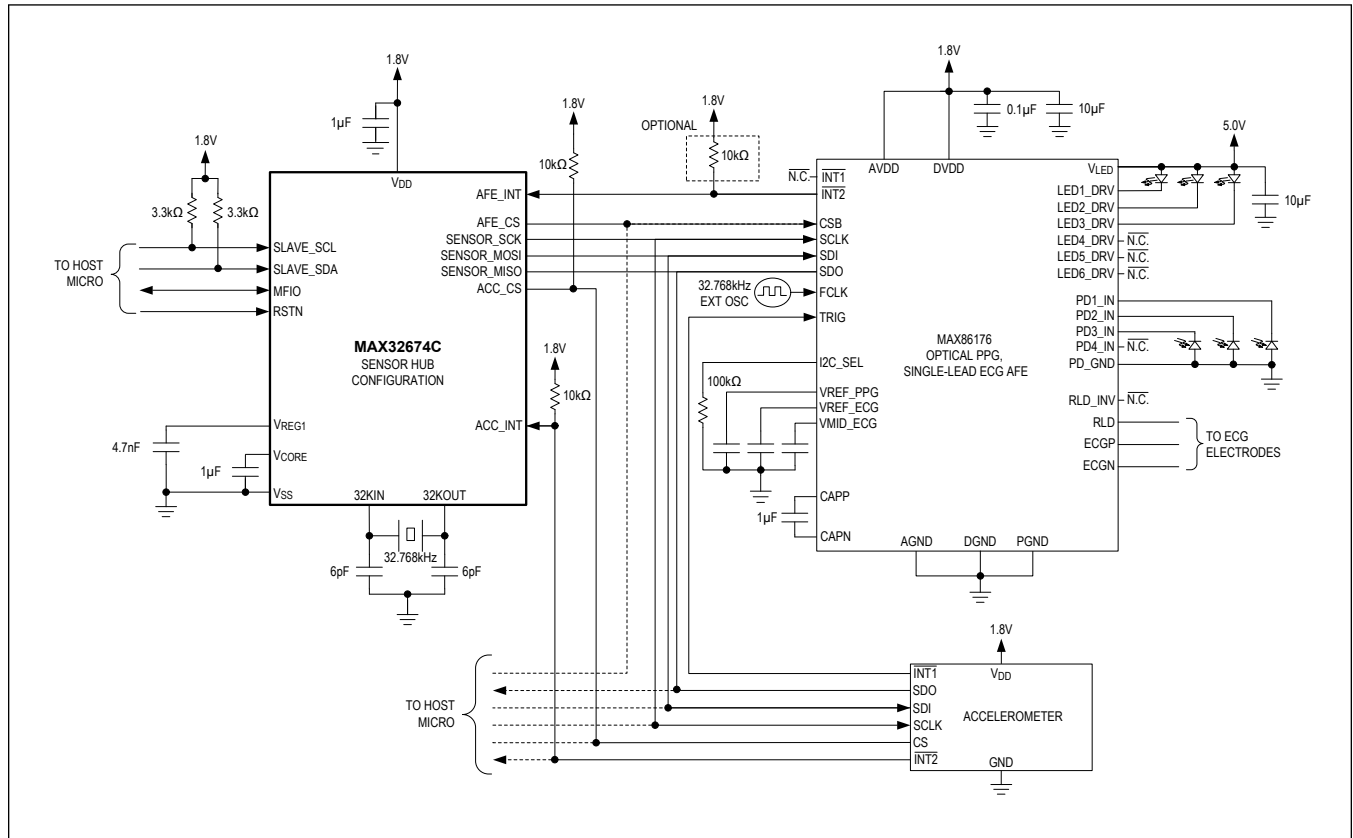 1.8V
1µF
1.8V
3.3kΩ
3.3kΩ
VDD
1.8V
10kΩ
OPTIONAL
1.8V
10kΩ
AFE_INT
AFE_CS
SENSOR_SCK
SENSOR_MOSI
SENSOR_MISO
ACC_CS
SLAVE_SCL
SLAVE_SDA
MFIO
RSTN
TO HOST
MICRO
MAX32674C
SENSOR HUB
CONFIGURATION
1.8V
10kΩ
ACC_INT
VREG1
VCORE
VSS
4.7nF
1µF
32KIN
32KOUT
32.768kHz
6pF
6pF
1.8V
0.1µF
10µF
AVDD
DVDD
N.C.
INT1
INT2
CSB
SCLK
SDI
SDO
32.768kHz
EXT OSC
FCLK
TRIG
I2C_SEL
100kΩ
VREF_PPG
VREF_ECG
VMID_ECG
CAPP
1µF
CAPN
MAX86176
OPTICAL PPG,
SINGLE-LEAD ECG AFE
AGND
DGND
PGND
5.0V
VLED
LED1_DRV
LED2_DRV
LED3_DRV
LED4_DRV
N.C.
LED5_DRV
N.C.
LED6_DRV
N.C.
10µF
PD1_IN
PD2_IN
PD3_IN
PD4_IN
N.C.
PD_GND
RLD_INV
N.C.
RLD
ECGP
ECGN
TO ECG
ELECTRODES
TO HOST
MICRO
1.8V
INT1
VDD
SDO
SDI
SCLK
CS
INT2
ACCELEROMETER
GND